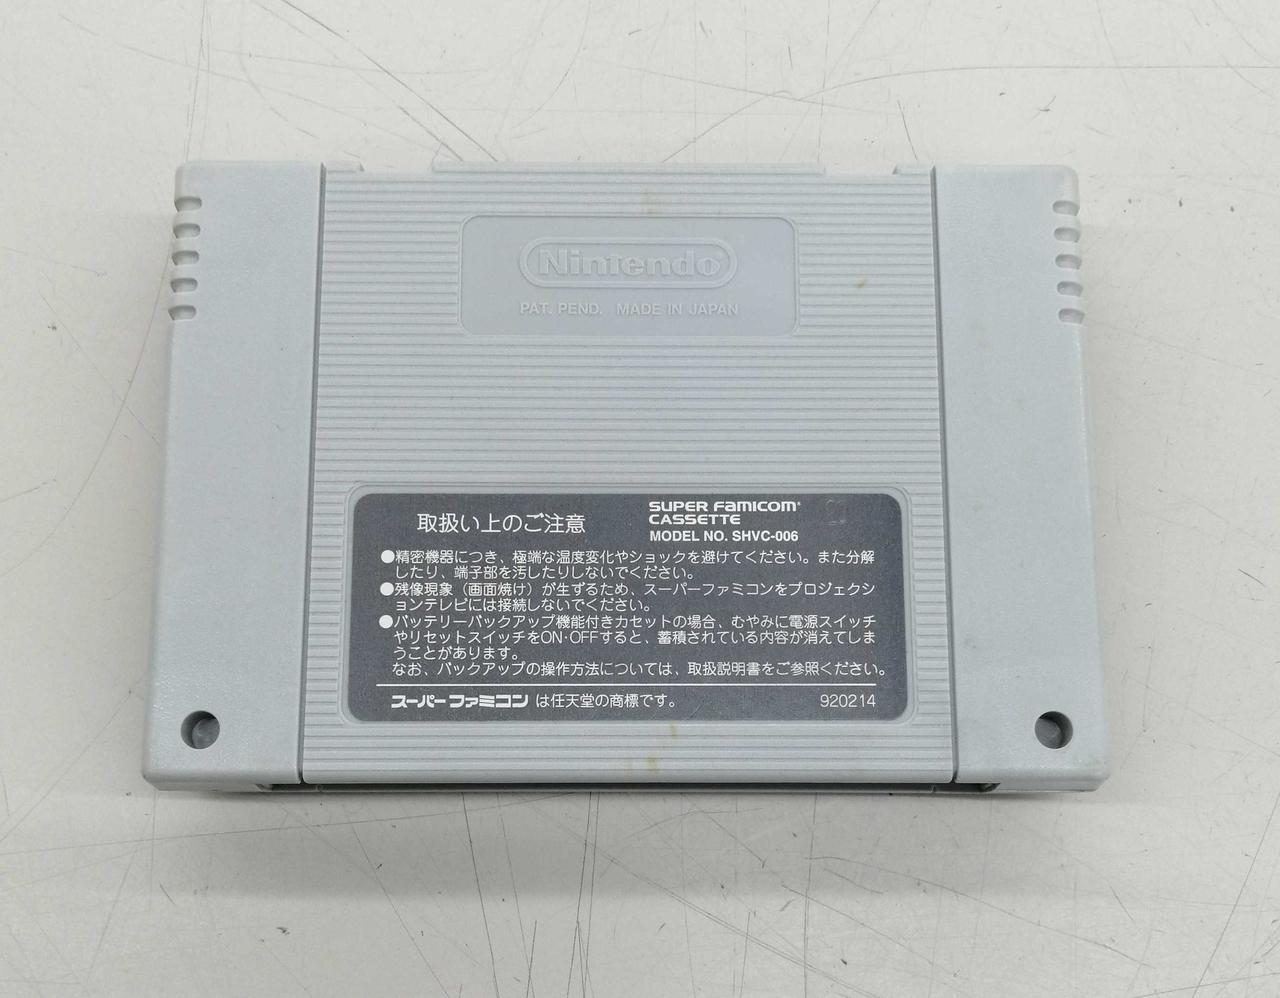 Nintendo®
PAT. PEND. MADE IN JAPAN
取扱い上のご注意
SUPER FAMICOM®
CASSETTE
MODEL NO. SHVC-006
●精密機器につき、極端な温度変化やショックを避けてください。また分解
したり、端子部を汚したりしないでください。
●残像現象（画面焼け）が生ずるため、スーパーファミコンをプロジェクシ
ョンテレビには接続しないでください。
●バッテリーバックアップ機能付きカセットの場合、むやみに電源スイッチ
やリセットスイッチをON·OFFすると、蓄積されている内容が消えてしま
うことがあります。
なお、バックアップの操作方法については、取扱説明書をご参照ください。
スーパーファミコン は任天堂の商標です。
920214